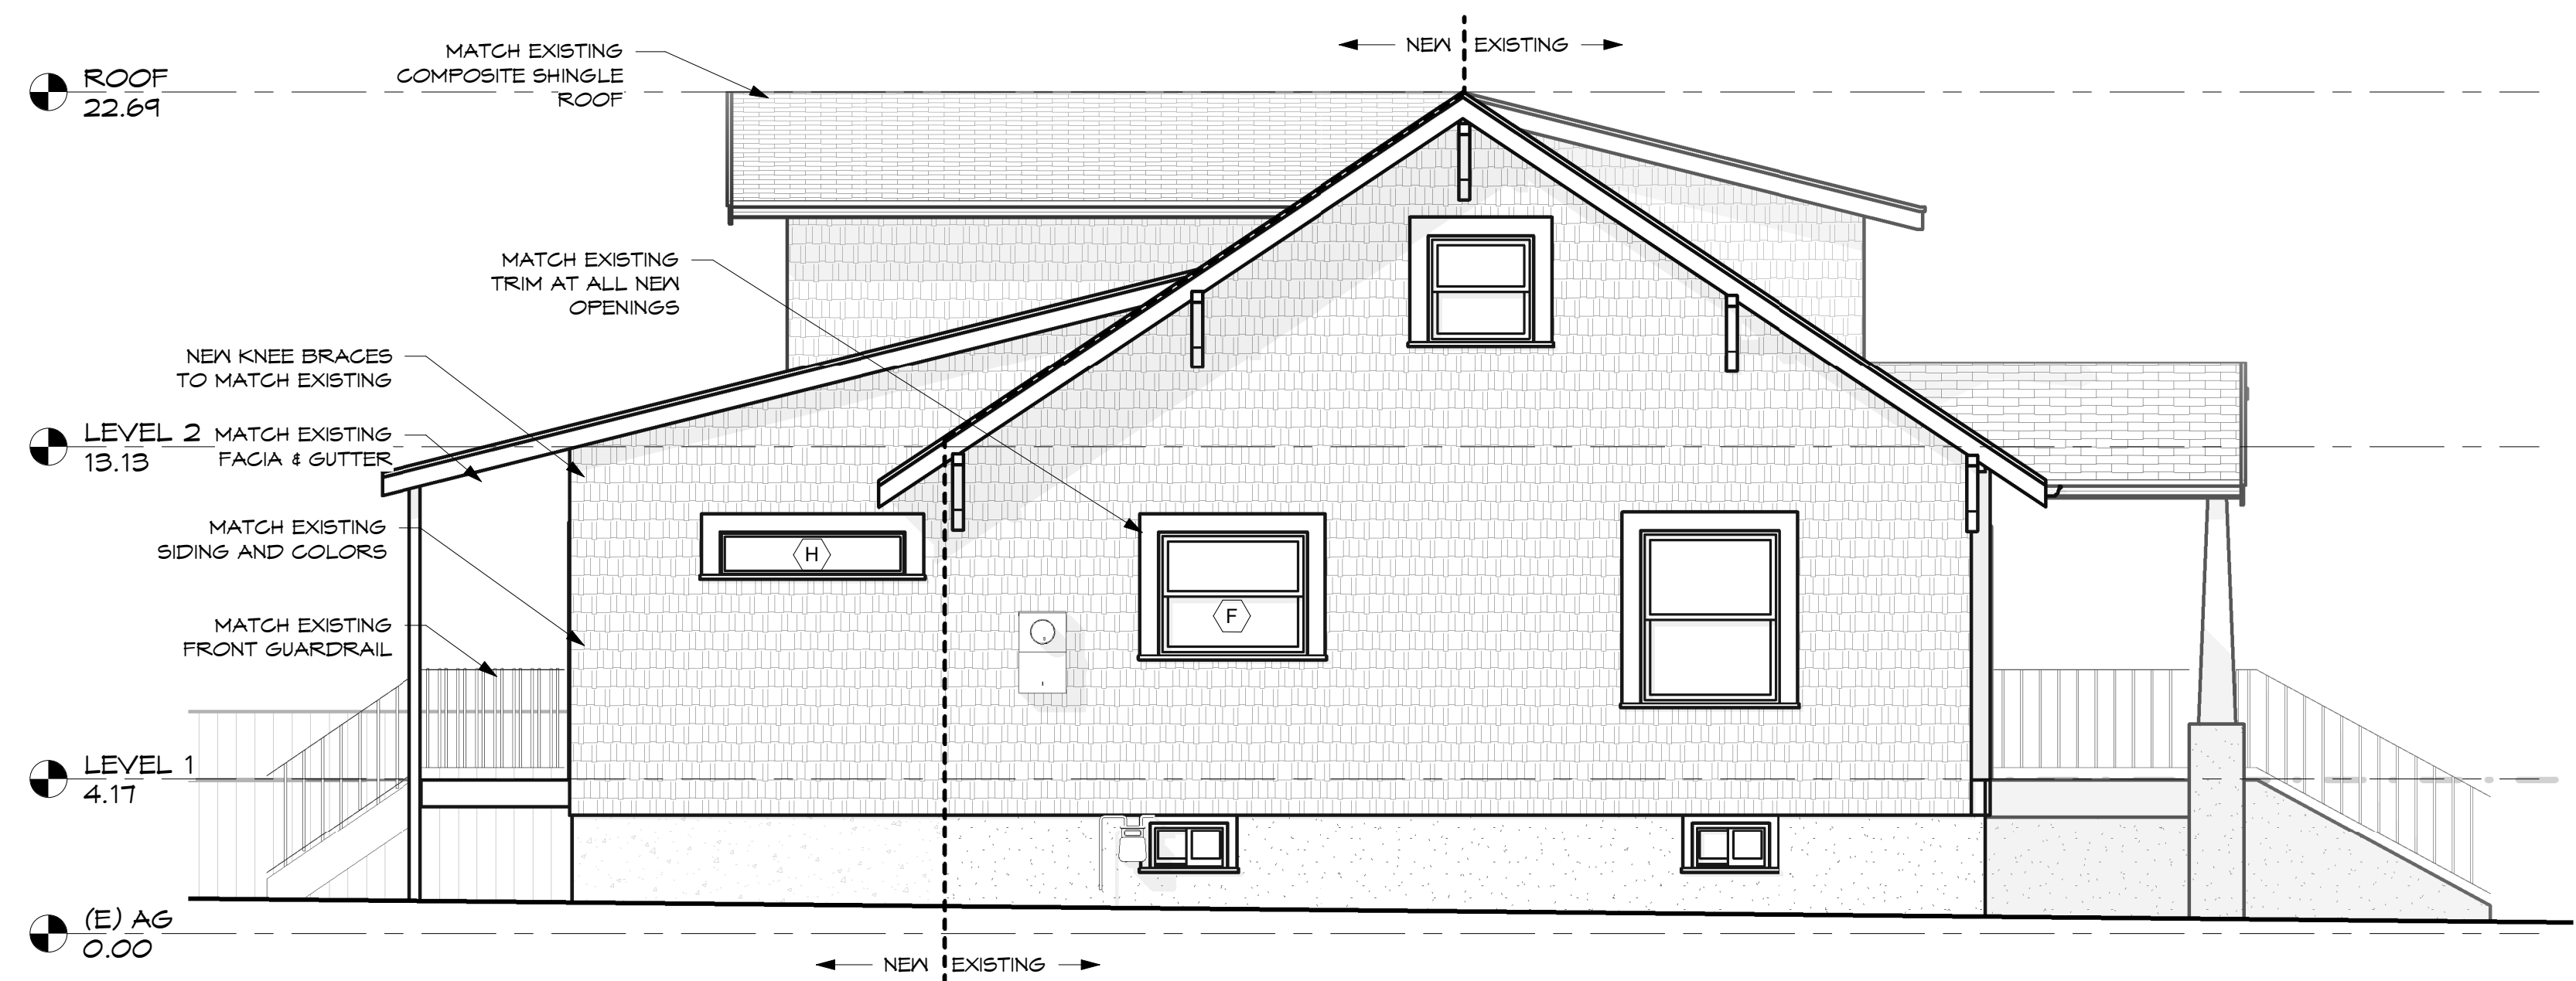 NEW EXISTING
MATCH EXISTING
COMPOSITE SHINGLE
ROOF
ROOF
22.69
MATCH EXISTING
TRIM AT ALL NEW
OPENINGS
NEW KNEE BRACES
TO MATCH EXISTING
LEVEL 2
13.13
MATCH EXISTING
FACIA & GUTTER
MATCH EXISTING
SIDING AND COLORS
H
F
MATCH EXISTING
FRONT GUARDRAIL
LEVEL 1
4.17
(E) AG
0.00
NEW EXISTING